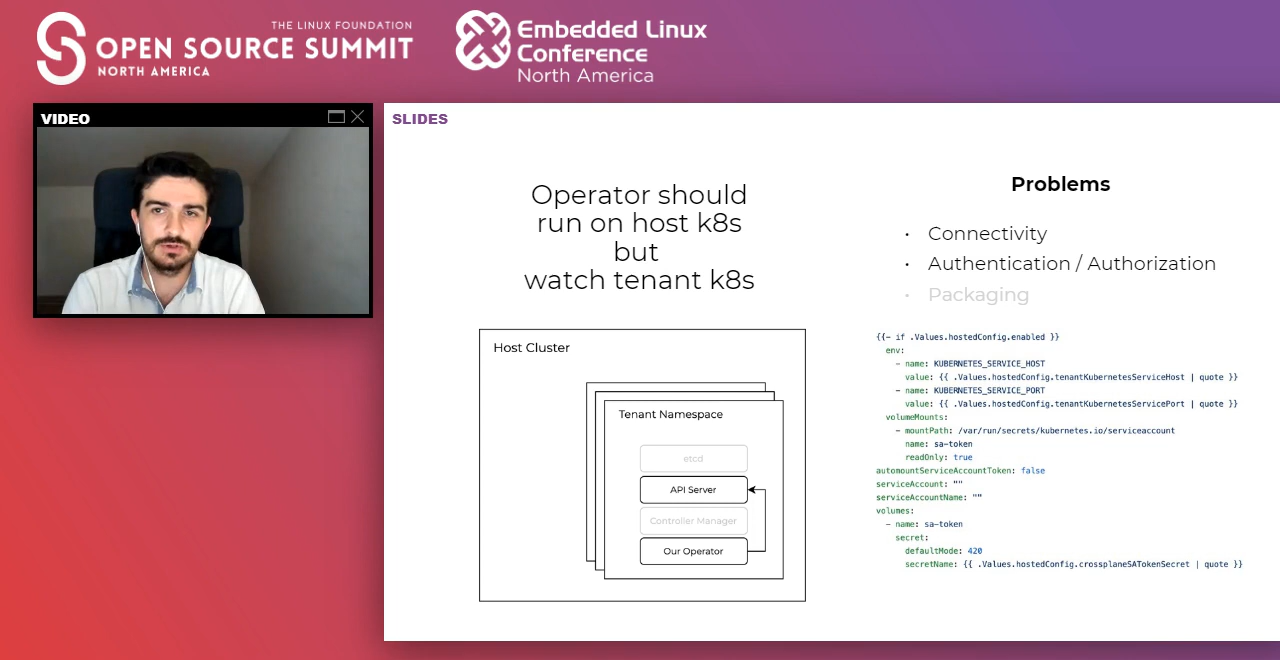 THE LINUX FOUNDATION
OPEN SOURCE SUMMIT
NORTH AMERICA
Embedded Linux
Conference
North America
VIDEO
SLIDES
Operator should
run on host k8s
but
watch tenant k8s
Host Cluster
Tenant Namespace
etcd
API Server
Controller Manager
Our Operator
Problems
• Connectivity
• Authentication / Authorization
• Packaging
{{- if .Values.hostedConfig.enabled }}
  env:
    - name: KUBERNETES_SERVICE_HOST
      value: {{ .Values.hostedConfig.tenantKubernetesServiceHost | quote }}
    - name: KUBERNETES_SERVICE_PORT
      value: {{ .Values.hostedConfig.tenantKubernetesServicePort | quote }}
  volumeMounts:
    - mountPath: /var/run/secrets/kubernetes.io/serviceaccount
      name: sa-token
      readOnly: true
automountServiceAccountToken: false
serviceAccount: ""
serviceAccountName: ""
volumes:
  - name: sa-token
    secret:
      defaultMode: 420
      secretName: {{ .Values.hostedConfig.crossplaneSATokenSecret | quote }}